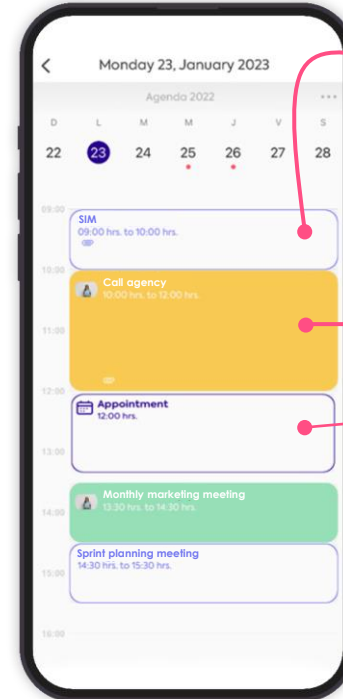 Monday 23, January 2023
Agenda 2022
D L M M J V S
22 23 24 25 26 27 28
09:00
SIM
09:00 hrs. to 10:00 hrs.
10:00
Call agency
10:00 hrs. to 12:00 hrs.
11:00
12:00
Appointment
12:00 hrs.
13:00
Monthly marketing meeting
13:30 hrs. to 14:30 hrs.
14:00
Sprint planning meeting
14:30 hrs. to 15:30 hrs.
15:00
16:00